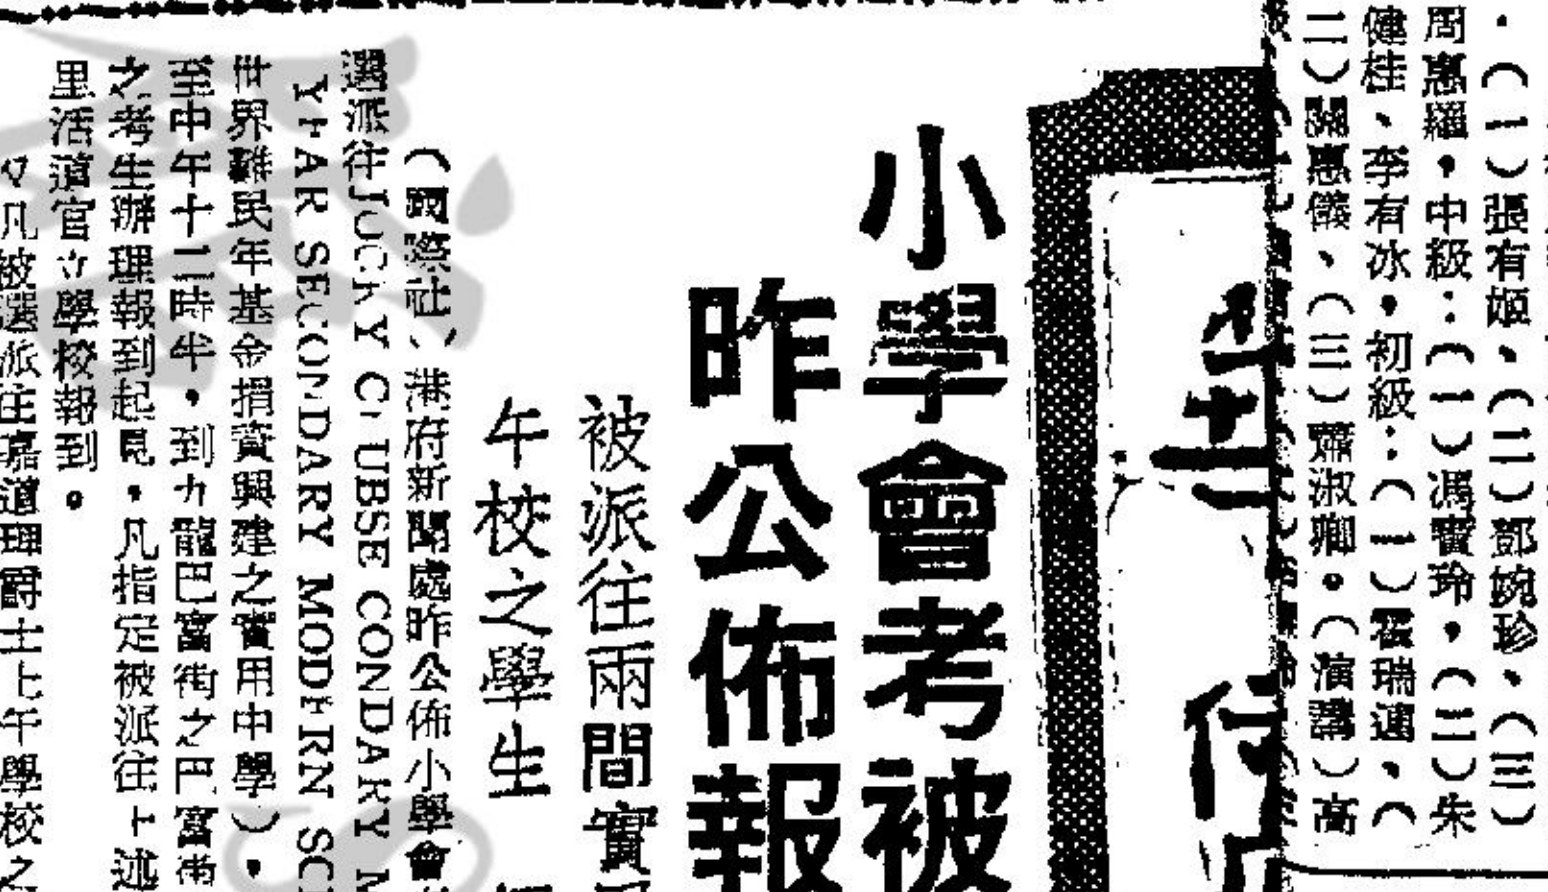 ・（一）張有姬、（二）鄧婉珍、（三）
周惠羅。中級：（一）馮寶玲，（二）朱
健桂、李有冰。初級：（一）霍瑞蓮、（
二）關惠儀、（三）蕭淑卿。（演講）高
小學會考被
昨公佈報
被派往兩間實
午校之學生
（國際社）港府新聞處昨公佈小學會
選派往JOCKY CLUBSE CONDARY M
YEAR SECONDARY MODERN SC
世界難民年基金捐資興建之實用中學），
至中午十二時半，到九龍巴富街之巴富街
之考生辦理報到起見，凡指定被派往上述
里活道官立學校報到。
又凡被選派往嘉道理爵士上午學校之